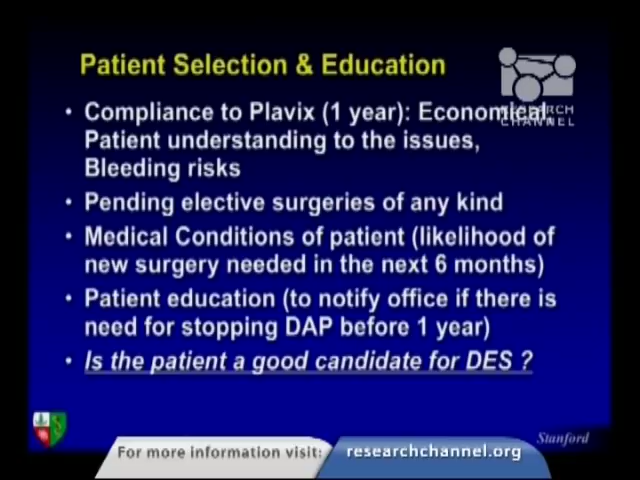 Patient Selection & Education
RESEARCH
CHANNEL
• Compliance to Plavix (1 year): Economical,
Patient understanding to the issues,
Bleeding risks
• Pending elective surgeries of any kind
• Medical Conditions of patient (likelihood of
new surgery needed in the next 6 months)
• Patient education (to notify office if there is
need for stopping DAP before 1 year)
• Is the patient a good candidate for DES ?
Stanford
For more information visit: researchchannel.org